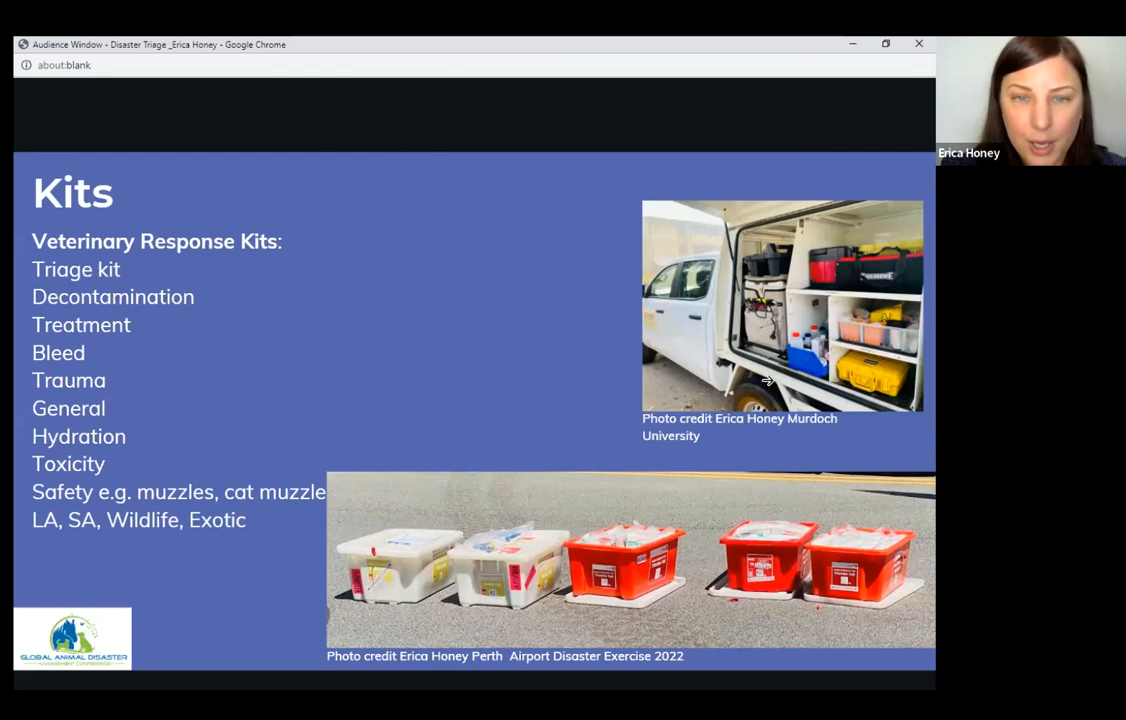 Audience Window - Disaster Triage _Erica Honey - Google Chrome
about:blank
Erica Honey
Kits
Veterinary Response Kits:
Triage kit
Decontamination
Treatment
Bleed
Trauma
General
Hydration
Toxicity
Safety e.g. muzzles, cat muzzle
LA, SA, Wildlife, Exotic
Photo credit Erica Honey Murdoch
University
Photo credit Erica Honey Perth Airport Disaster Exercise 2022
GLOBAL ANIMAL DISASTER
MANAGEMENT CONFERENCE